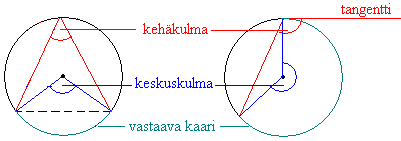 tangentti
kehäkulma
keskuskulma
vastaava kaari